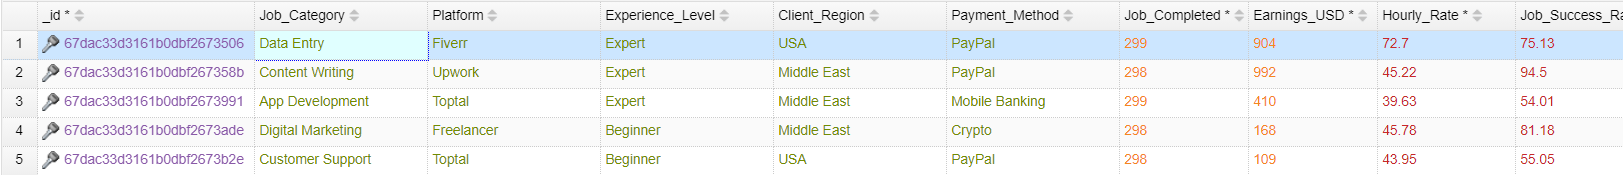 _id * Job_Category Platform Experience_Level Client_Region Payment_Method Job_Completed * Earnings_USD * Hourly_Rate * Job_Success_Ra
1 67dac33d3161b0dbf2673506 Data Entry Fiverr Expert USA PayPal 299 904 72.7 75.13
2 67dac33d3161b0dbf267358b Content Writing Upwork Expert Middle East PayPal 298 992 45.22 94.5
3 67dac33d3161b0dbf2673991 App Development Toptal Expert Middle East Mobile Banking 299 410 39.63 54.01
4 67dac33d3161b0dbf2673ade Digital Marketing Freelancer Beginner Middle East Crypto 298 168 45.78 81.18
5 67dac33d3161b0dbf2673b2e Customer Support Toptal Beginner USA PayPal 298 109 43.95 55.05